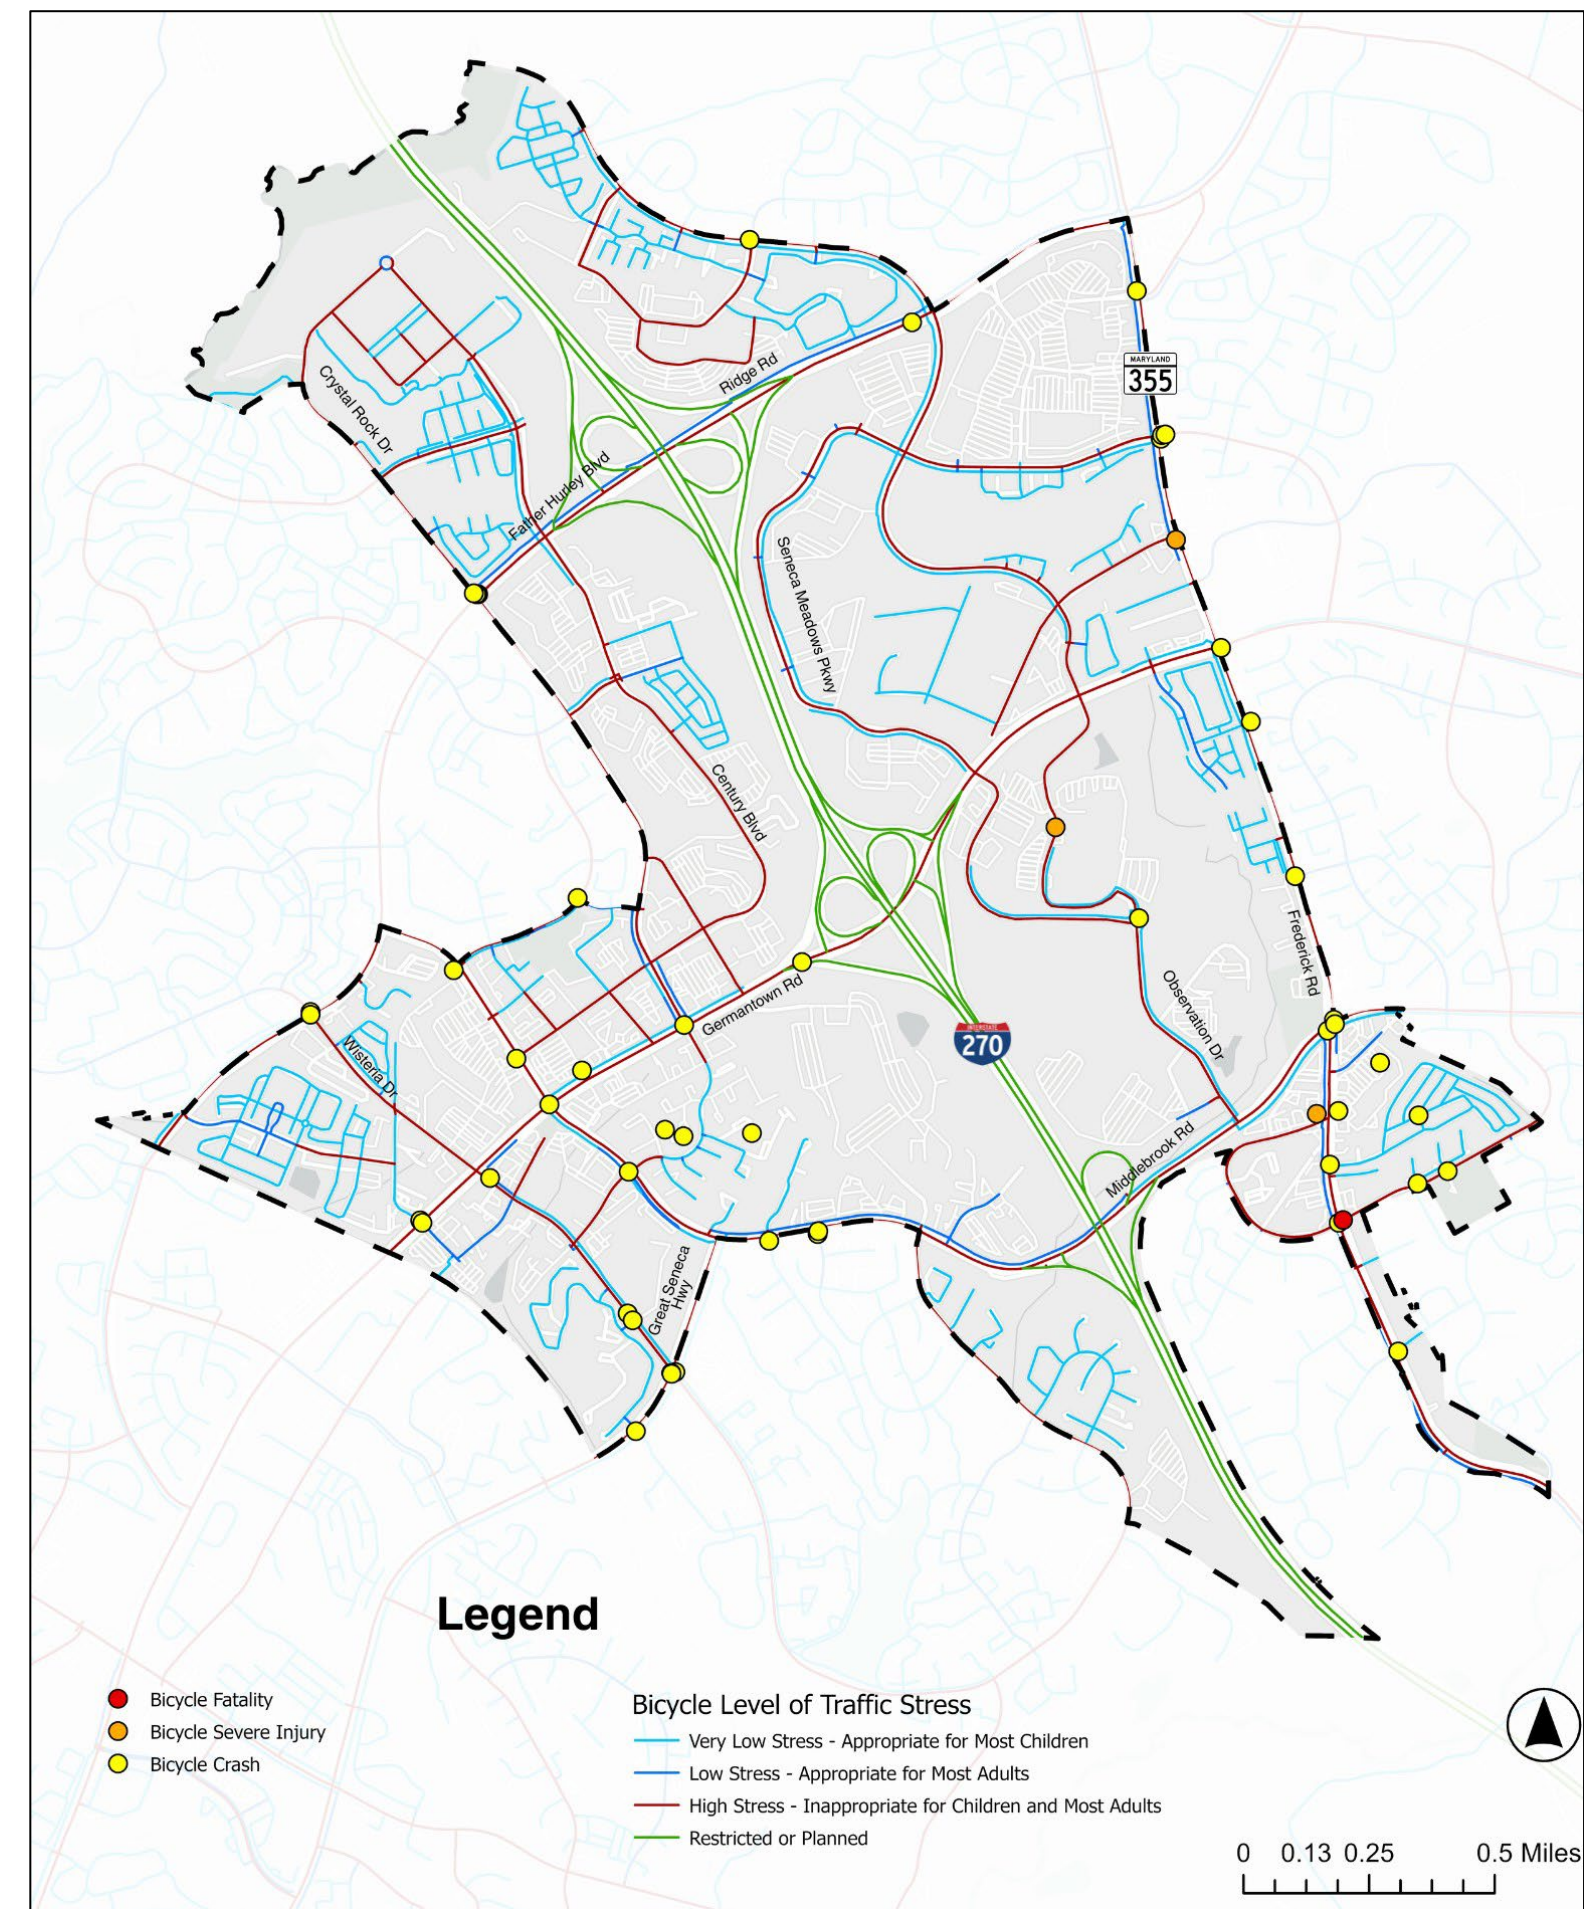 MARYLAND
355
Ridge Rd
Crystal Rock Dr
Father Hurley Blvd
Seneca Meadows Pkwy
Century Blvd
Frederick Rd
Germantown Rd
Observation Dr
INTERSTATE
270
Wisteria Dr
Middlebrook Rd
Great Seneca
Hwy
Legend
Bicycle Fatality
Bicycle Severe Injury
Bicycle Crash
Bicycle Level of Traffic Stress
Very Low Stress - Appropriate for Most Children
Low Stress - Appropriate for Most Adults
High Stress - Inappropriate for Children and Most Adults
Restricted or Planned
0 0.13 0.25 0.5 Miles